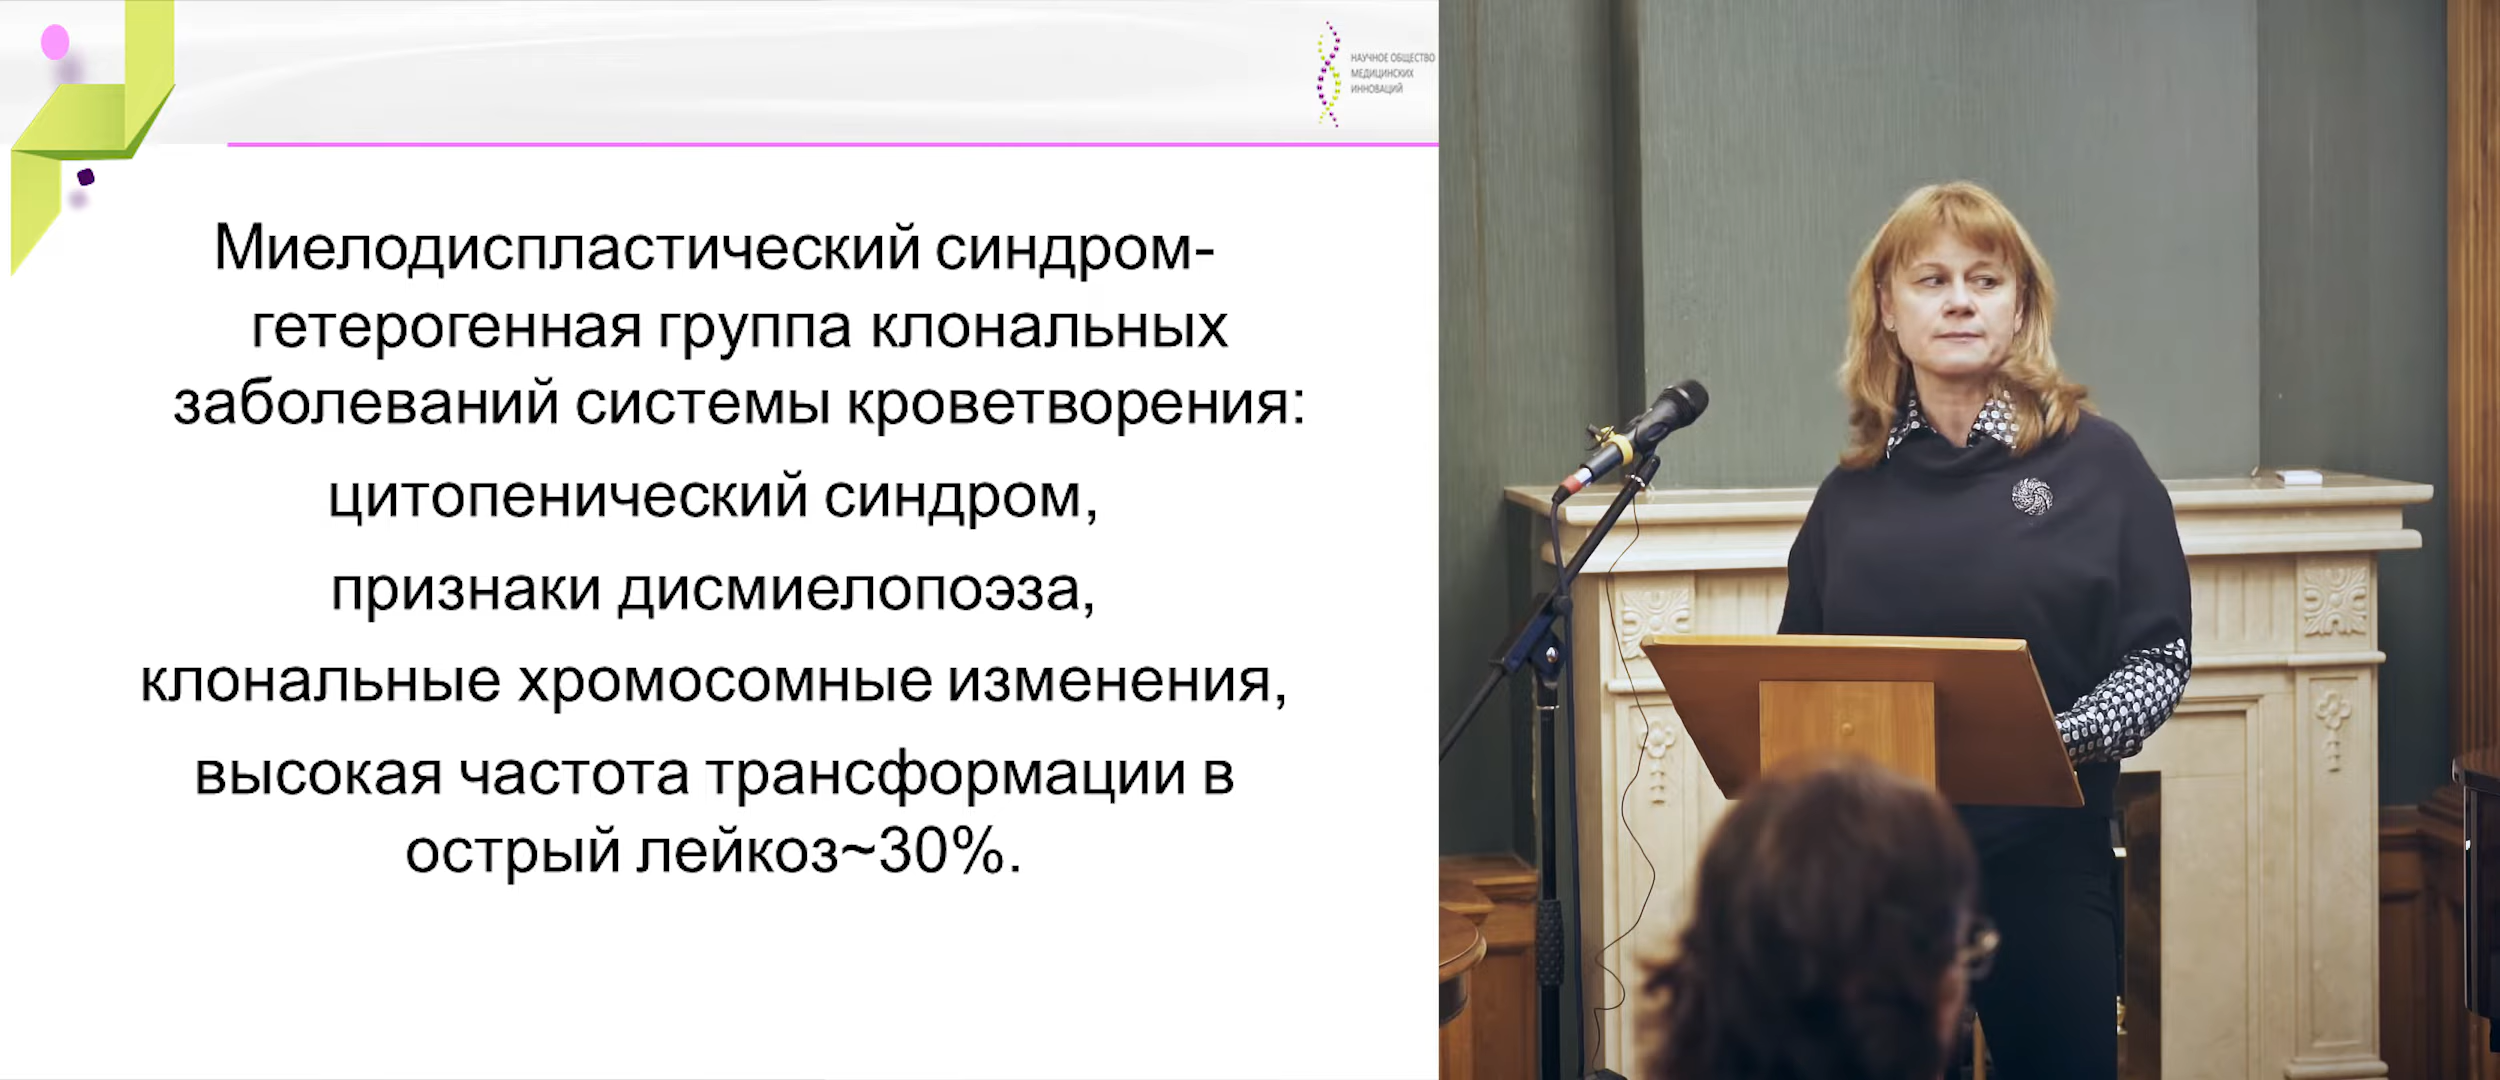 НАУЧНОЕ ОБЩЕСТВО
МЕДИЦИНСКИХ
ИННОВАЦИЙ
Миелодиспластический синдром-
гетерогенная группа клональных
заболеваний системы кроветворения:
цитопенический синдром,
признаки дисмиелопоэза,
клональные хромосомные изменения,
высокая частота трансформации в
острый лейкоз~30%.